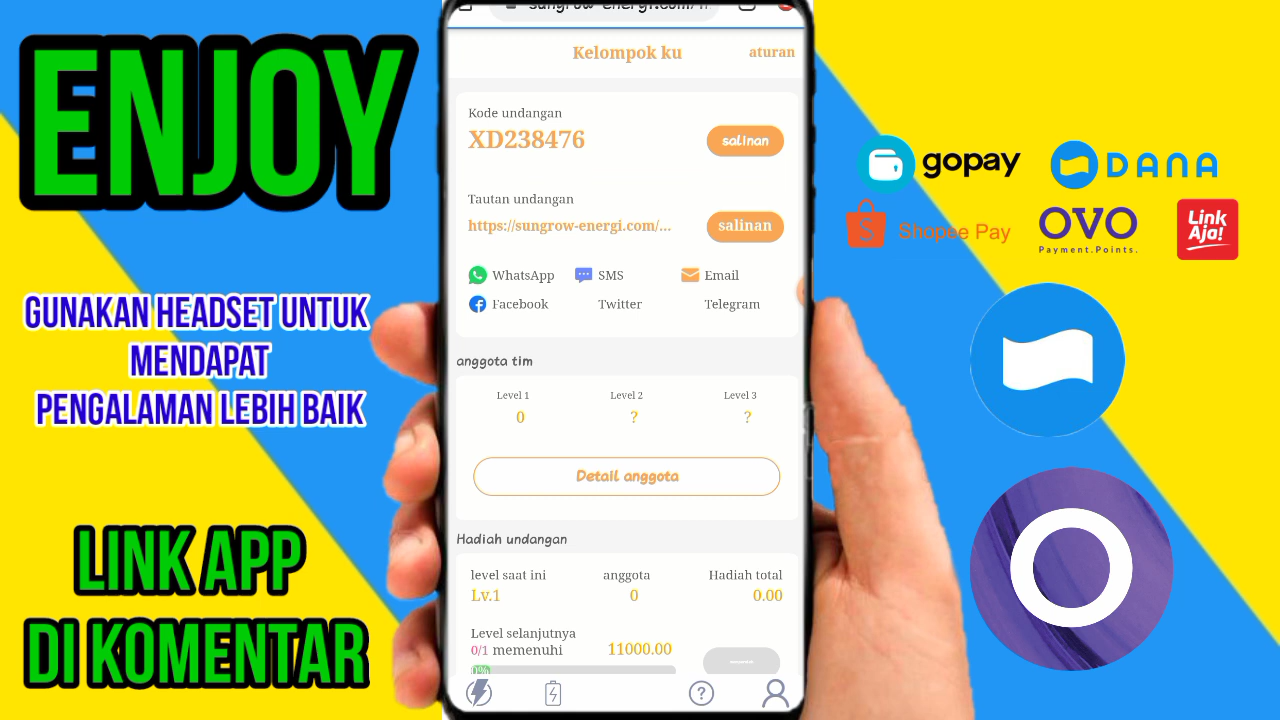 ENJOY
GUNAKAN HEADSET UNTUK
MENDAPAT
PENGALAMAN LEBIH BAIK
LINK APP
DI KOMENTAR
Kelompok ku
aturan
Kode undangan
XD238476
salinan
Tautan undangan
https://sungrow-energi.com/...
salinan
WhatsApp
SMS
Email
Facebook
Twitter
Telegram
anggota tim
Level 1
Level 2
Level 3
0
?
?
Detail anggota
Hadiah undangan
level saat ini
anggota
Hadiah total
Lv.1
0
0.00
Level selanjutnya
0/1 memenuhi
11000.00
0%
?
gopay
DANA
S
Shopee Pay
OVO
Payment.Points.
Link
Aja!